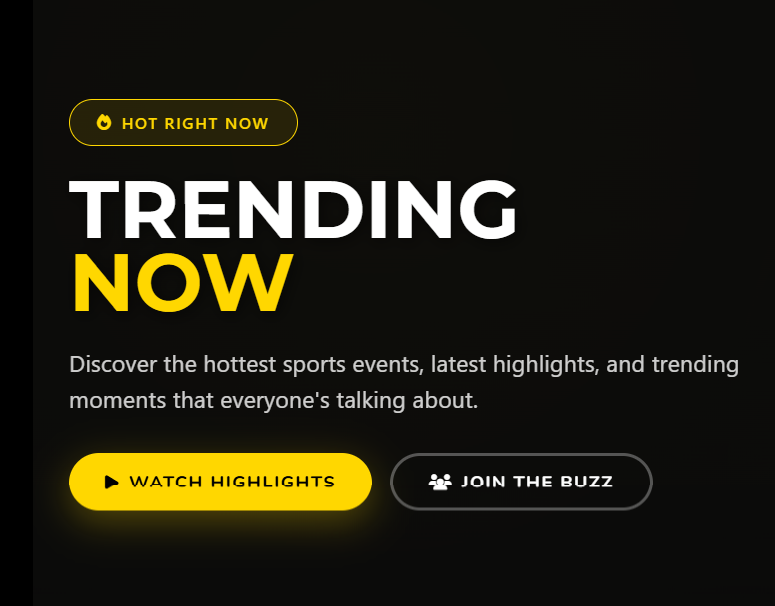 HOT RIGHT NOW
TRENDING
NOW
Discover the hottest sports events, latest highlights, and trending
moments that everyone's talking about.
WATCH HIGHLIGHTS
JOIN THE BUZZ